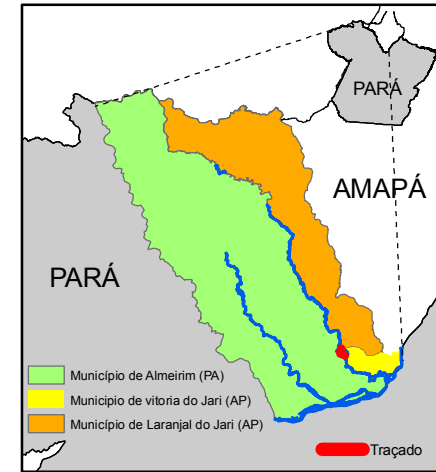 PARÁ
AMAPÁ
PARÁ
Município de Almeirim (PA)
Municipio de vitoria do Jari (AP)
Município de Laranjal do Jari (AP)
Traçado